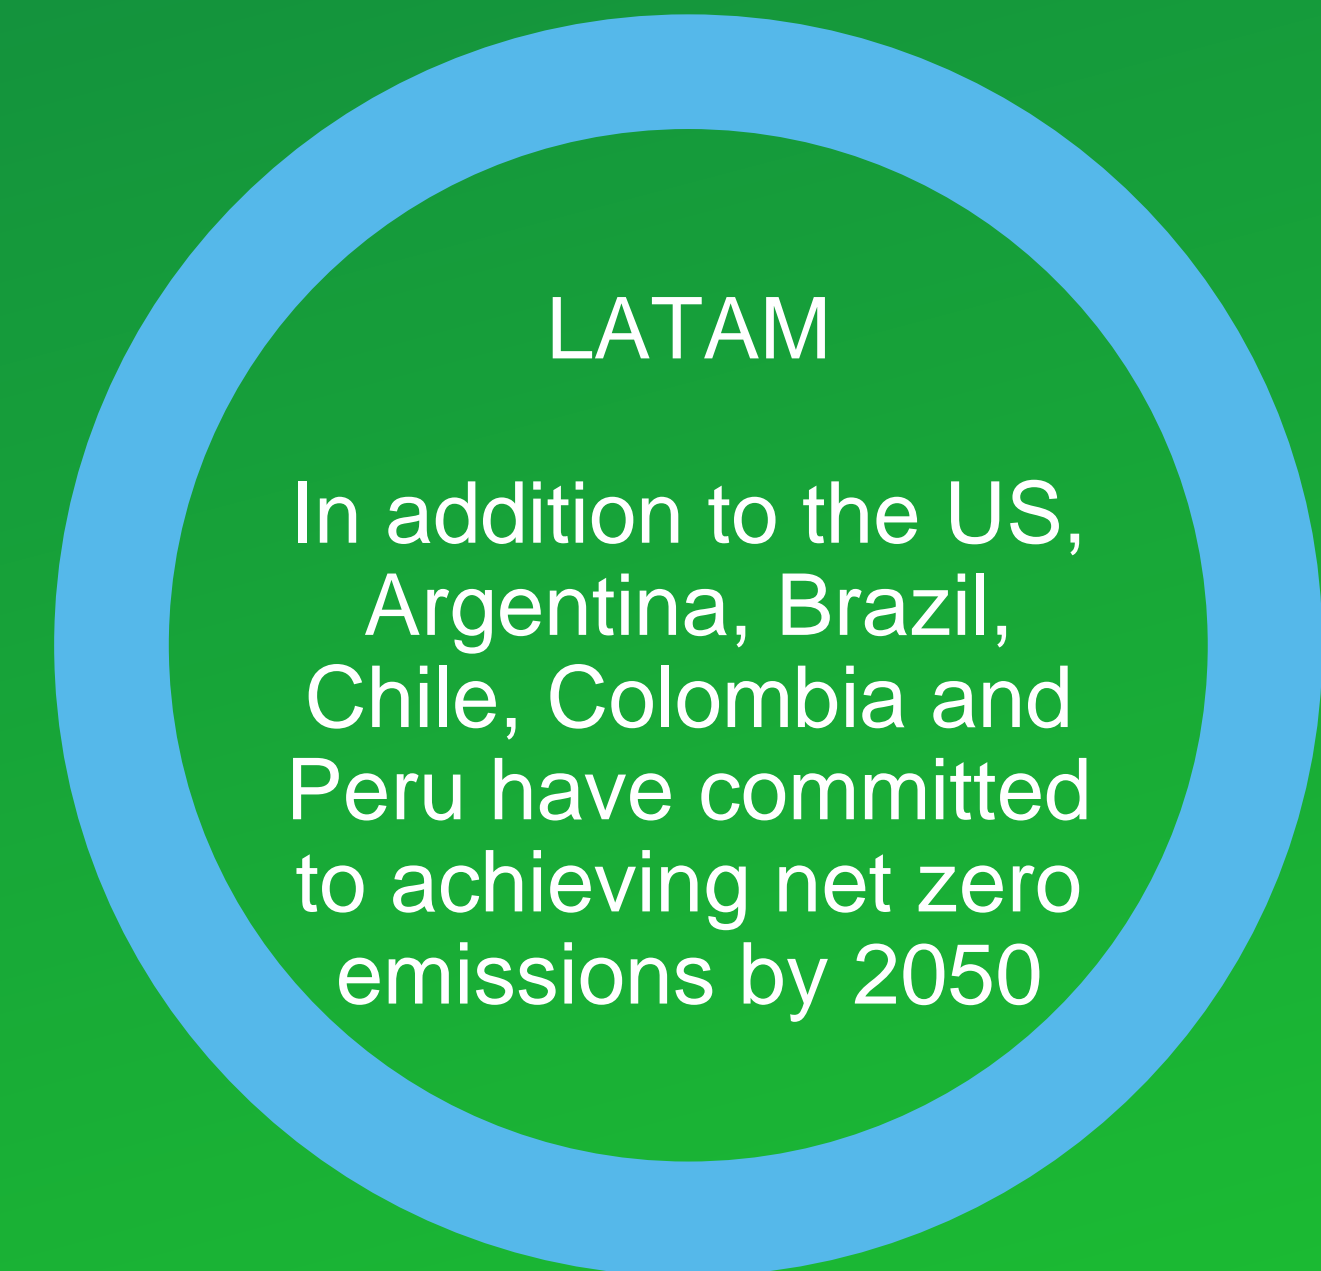 LATAM
In addition to the US,
Argentina, Brazil,
Chile, Colombia and
Peru have committed
to achieving net zero
emissions by 2050